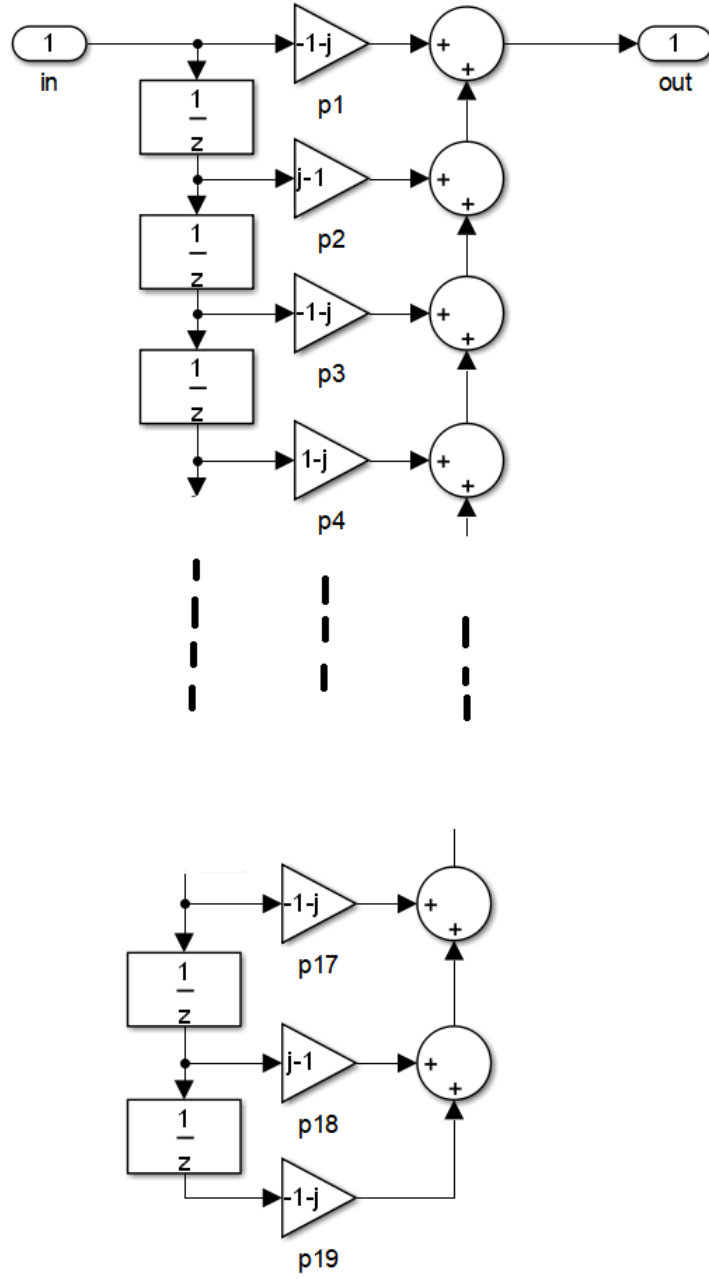 1
-1-j
+
+
1
in
p1
out
1
z
j-1
+
+
p2
1
z
-1-j
+
+
p3
1
z
1-j
+
+
p4
-1-j
+
+
p17
1
z
j-1
+
+
p18
1
z
-1-j
p19